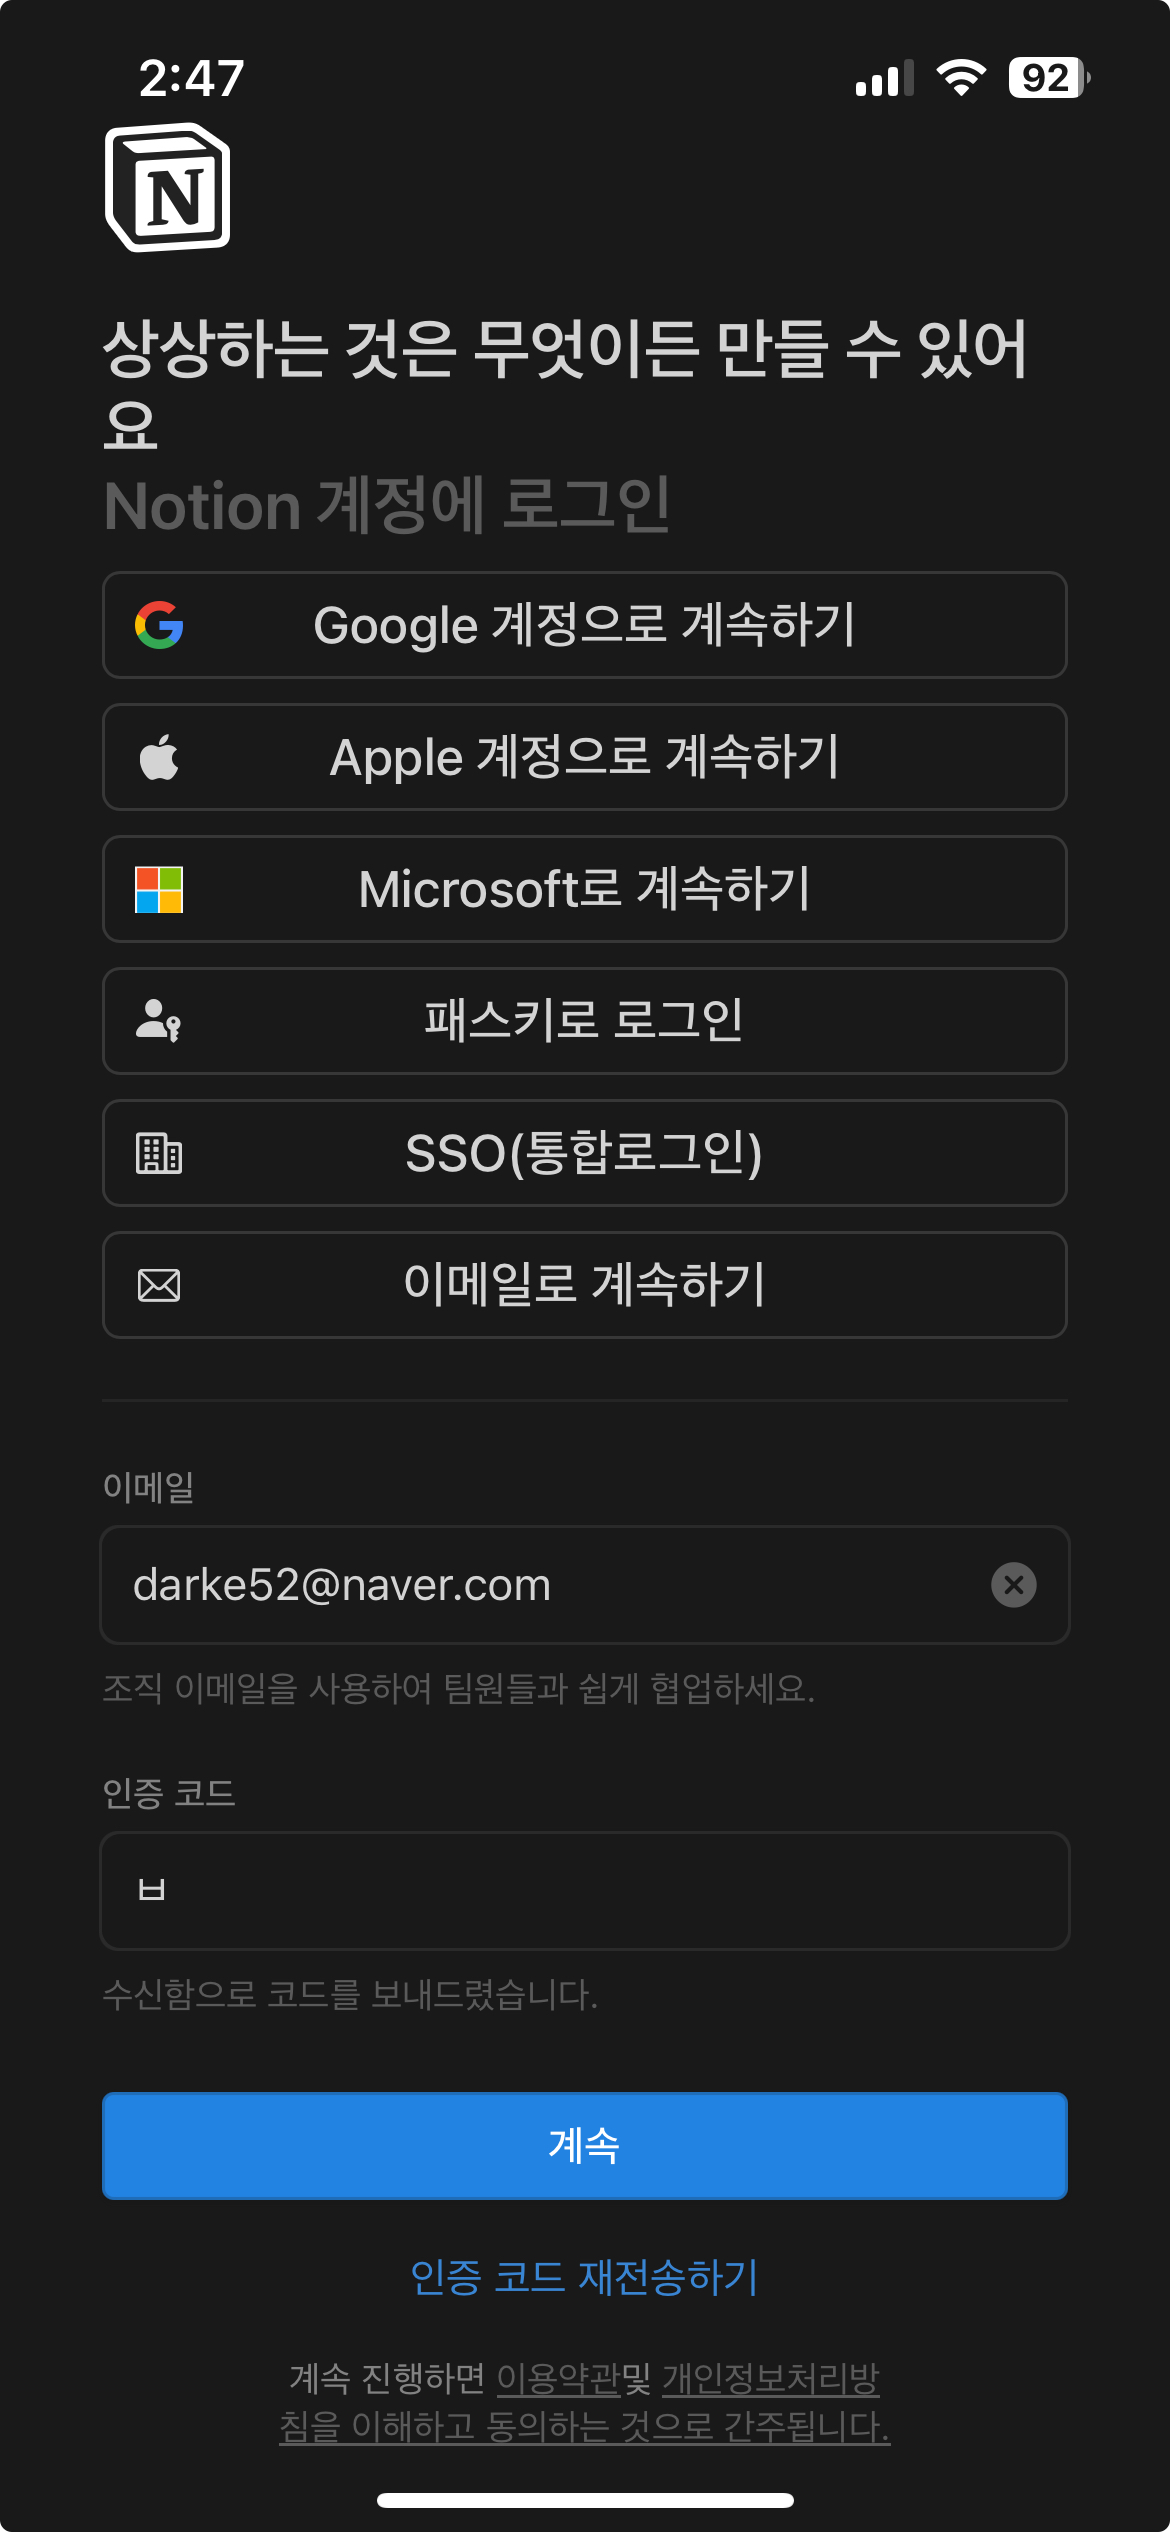 2:47
92
N
상상하는 것은 무엇이든 만들 수 있어
요
Notion 계정에 로그인
Google 계정으로 계속하기
Apple 계정으로 계속하기
Microsoft로 계속하기
패스키로 로그인
SSO(통합로그인)
이메일로 계속하기
이메일
darke52@naver.com
조직 이메일을 사용하여 팀원들과 쉽게 협업하세요.
인증 코드
ㅂ
수신함으로 코드를 보내드렸습니다.
계속
인증 코드 재전송하기
계속 진행하면 이용약관및 개인정보처리방
침을 이해하고 동의하는 것으로 간주됩니다.